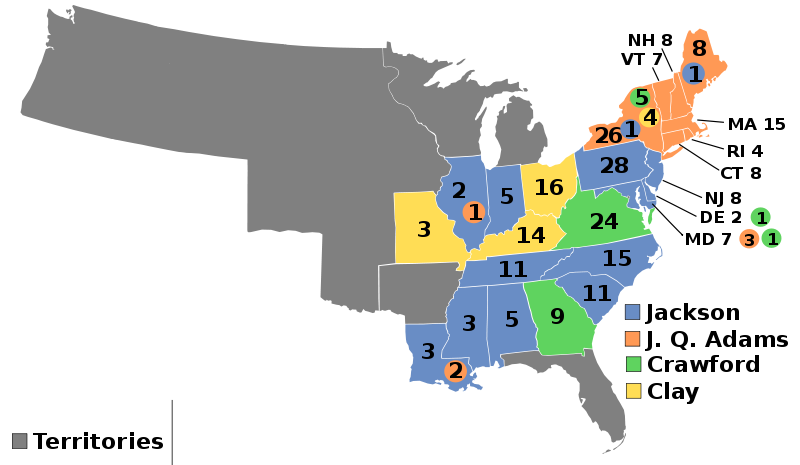 NH 8
VT 7
8
1
5
4
26
1
MA 15
RI 4
CT 8
28
NJ 8
DE 2
1
MD 7
3
1
2
1
5
16
3
14
24
11
15
11
3
5
9
3
2
Jackson
J. Q. Adams
Crawford
Clay
Territories